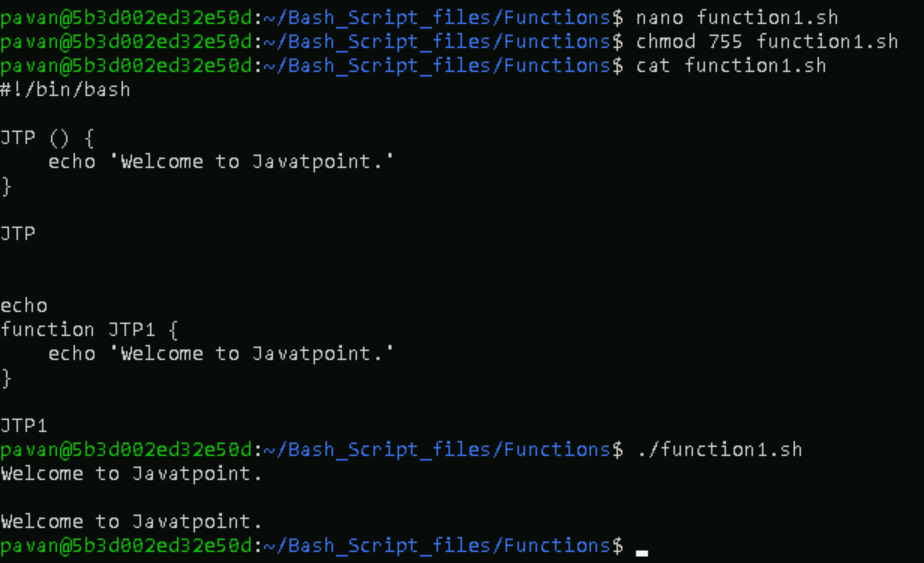 pavan@5b3d002ed32e50d:~/Bash_Script_files/Functions$ nano function1.sh
pavan@5b3d002ed32e50d:~/Bash_Script_files/Functions$ chmod 755 function1.sh
pavan@5b3d002ed32e50d:~/Bash_Script_files/Functions$ cat function1.sh
#!/bin/bash
JTP () {
    echo 'Welcome to Javatpoint.'
}
JTP
echo
function JTP1 {
    echo 'Welcome to Javatpoint.'
}
JTP1
pavan@5b3d002ed32e50d:~/Bash_Script_files/Functions$ ./function1.sh
Welcome to Javatpoint.
Welcome to Javatpoint.
pavan@5b3d002ed32e50d:~/Bash_Script_files/Functions$